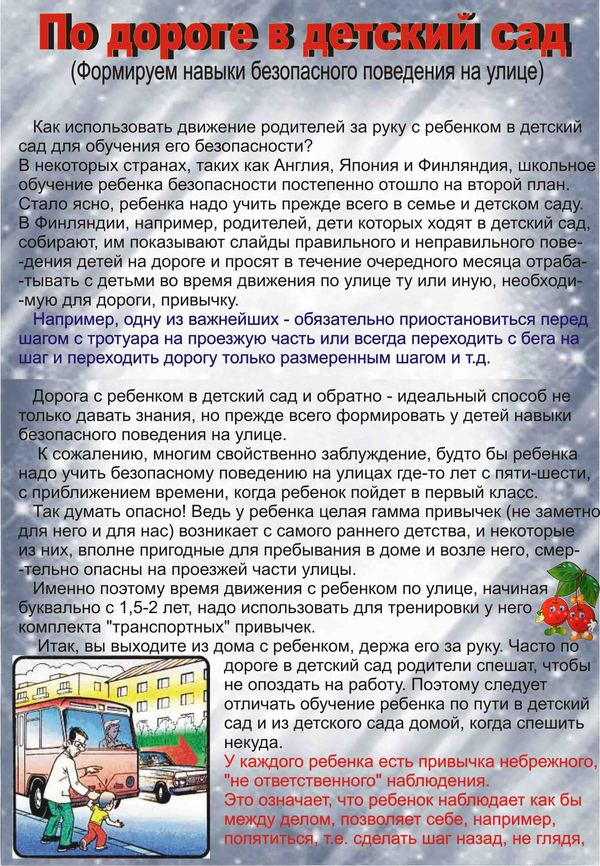 По дороге в детский сад
(Формируем навыки безопасного поведения на улице)
Как использовать движение родителей за руку с ребенком в детский
сад для обучения его безопасности?
В некоторых странах, таких как Англия, Япония и Финляндия, школьное
обучение ребенка безопасности постепенно отошло на второй план.
Стало ясно, ребенка надо учить прежде всего в семье и детском саду.
В Финляндии, например, родителей, дети которых ходят в детский сад,
собирают, им показывают слайды правильного и неправильного пове-
-дения детей на дороге и просят в течение очередного месяца отраба-
-тывать с детьми во время движения по улице ту или иную, необходи-
-мую для дороги, привычку.
Например, одну из важнейших - обязательно приостановиться перед
шагом с тротуара на проезжую часть или всегда переходить с бега на
шаг и переходить дорогу только размеренным шагом и т.д.
Дорога с ребенком в детский сад и обратно - идеальный способ не
только давать знания, но прежде всего формировать у детей навыки
безопасного поведения на улице.
К сожалению, многим свойственно заблуждение, будто бы ребенка
надо учить безопасному поведению на улицах где-то лет с пяти-шести,
с приближением времени, когда ребенок пойдет в первый класс.
Так думать опасно! Ведь у ребенка целая гамма привычек (не заметно
для него и для нас) возникает с самого раннего детства, и некоторые
из них, вполне пригодные для пребывания в доме и возле него, смер-
-тельно опасны на проезжей части улицы.
Именно поэтому время движения с ребенком по улице, начиная
буквально с 1,5-2 лет, надо использовать для тренировки у него
комплекта "транспортных" привычек.
Итак, вы выходите из дома с ребенком, держа его за руку. Часто по
дороге в детский сад родители спешат, чтобы
не опоздать на работу. Поэтому следует
отличать обучение ребенка по пути в детский
сад и из детского сада домой, когда спешить
некуда.
У каждого ребенка есть привычка небрежного,
"не ответственного" наблюдения.
Это означает, что ребенок наблюдает как бы
между делом, позволяет себе, например,
попятиться, т.е. сделать шаг назад, не глядя,